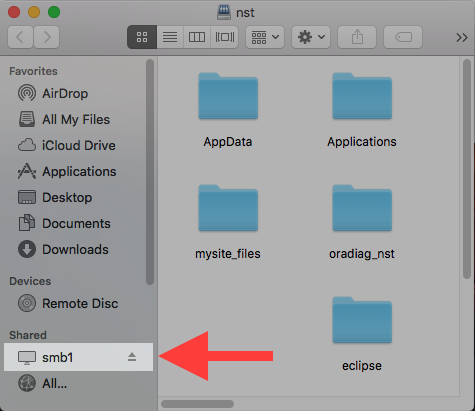 nst
Favorites
AirDrop
All My Files
iCloud Drive
Applications
Desktop
Documents
Downloads
Devices
Remote Disc
Shared
smb1
All...
AppData
Applications
mysite_files
oradiag_nst
eclipse